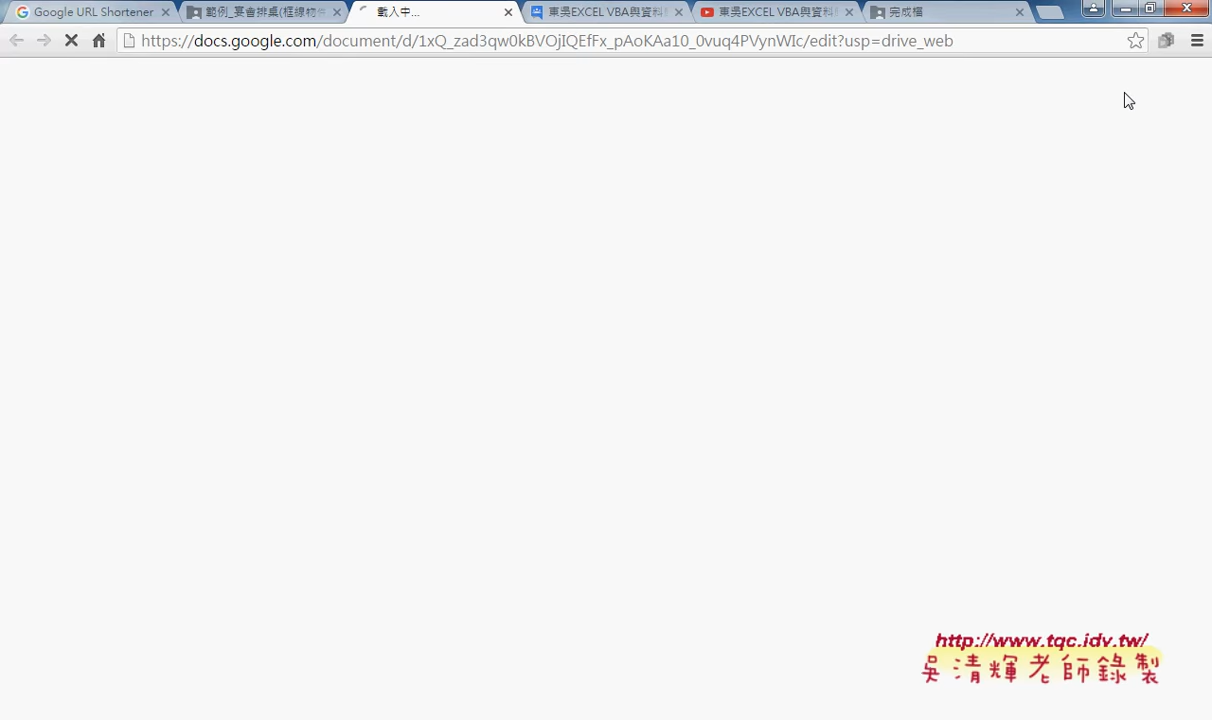 Google URL Shortener
範例_宴會排桌(框線物件
載入中...
東吳EXCEL VBA與資料
東吳EXCEL VBA與資料
完成檔
https://docs.google.com/document/d/1xQ_zad3qw0kBVOjIQEfFx_pAoKAa10_0vuq4PVynWIc/edit?usp=drive_web
http://www.tqc.idv.tw/
吳清輝老師錄製